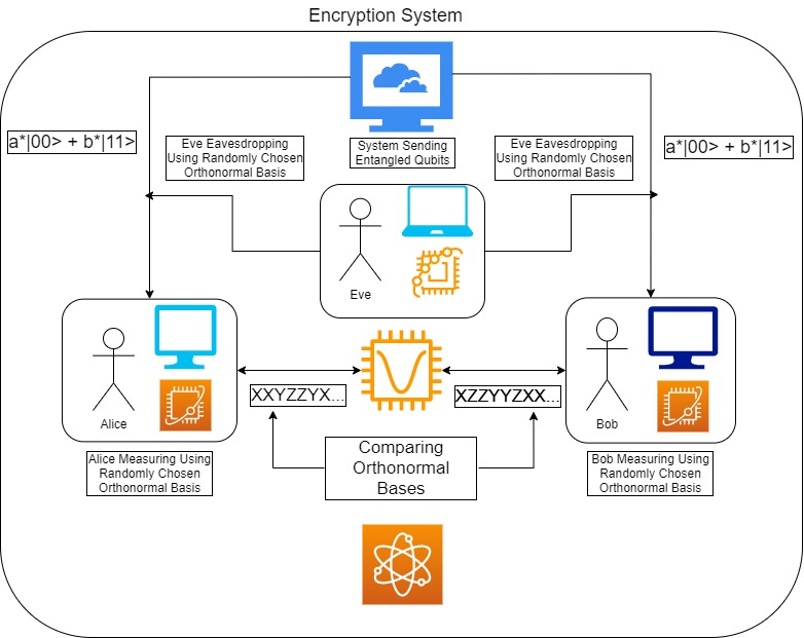 Encryption System
a*|00> + b*|11>
Eve Eavesdropping
Using Randomly Chosen
Orthonormal Basis
System Sending
Entangled Qubits
Eve Eavesdropping
Using Randomly Chosen
Orthonormal Basis
a*|00> + b*|11>
Eve
Alice
XXYZZYX...
XZZYYZXX...
Bob
Comparing
Orthonormal
Bases
Alice Measuring Using
Randomly Chosen
Orthonormal Basis
Bob Measuring Using
Randomly Chosen
Orthonormal Basis